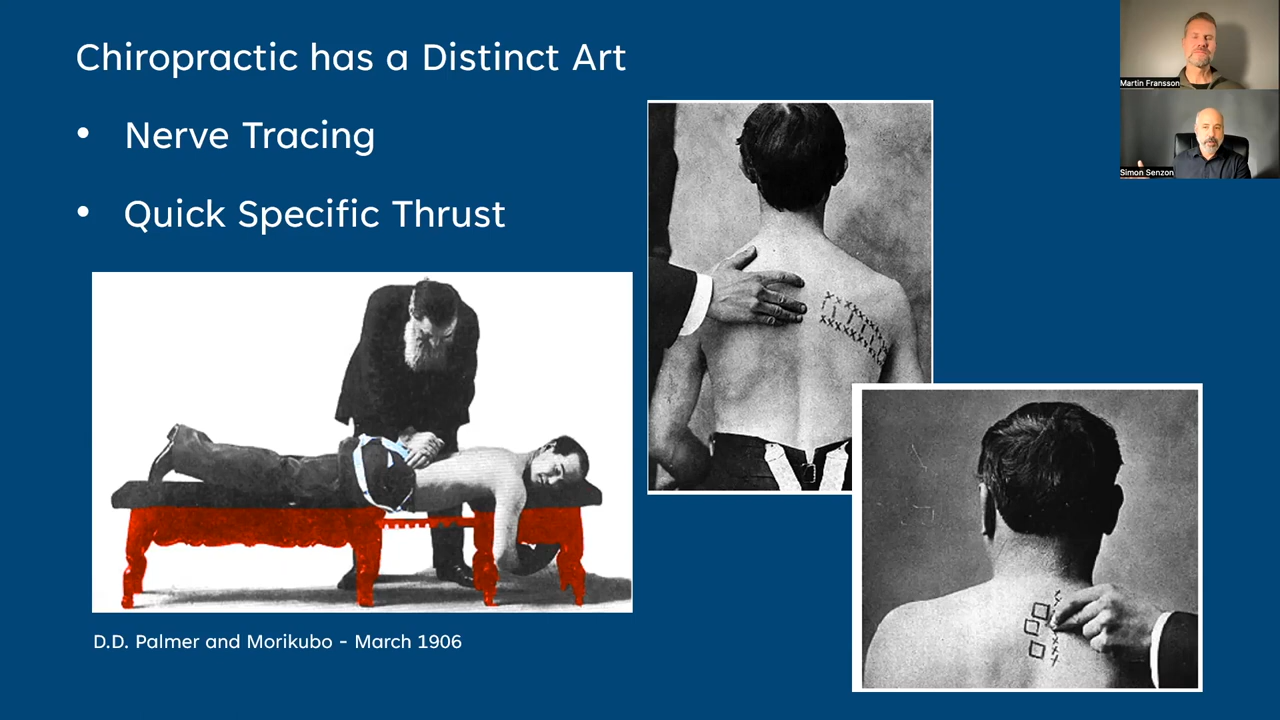 Chiropractic has a Distinct Art
• Nerve Tracing
• Quick Specific Thrust
D.D. Palmer and Morikubo - March 1906
Martin Fransson
Simon Senzon